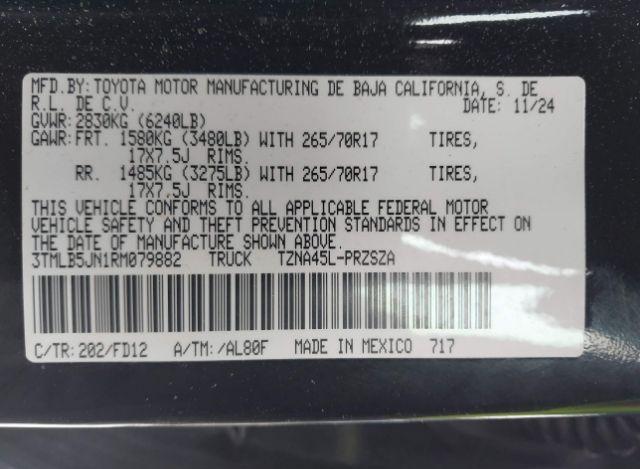 MFD.BY:TOYOTA MOTOR MANUFACTURING DE BAJA CALIFORNIA, S. DE
R.L. DE C.V. DATE: 11/24
GVWR:2830KG (6240LB)
GAWR:FRT. 1580KG (3480LB) WITH 265/70R17 TIRES,
17X7.5J RIMS.
RR. 1485KG (3275LB) WITH 265/70R17 TIRES,
17X7.5J RIMS.
THIS VEHICLE CONFORMS TO ALL APPLICABLE FEDERAL MOTOR
VEHICLE SAFETY AND THEFT PREVENTION STANDARDS IN EFFECT ON
THE DATE OF MANUFACTURE SHOWN ABOVE.
3TMLB5JN1RM079882 TRUCK TZNA45L-PRZSZA
C/TR:202/FD12 A/TM:/AL80F MADE IN MEXICO 717